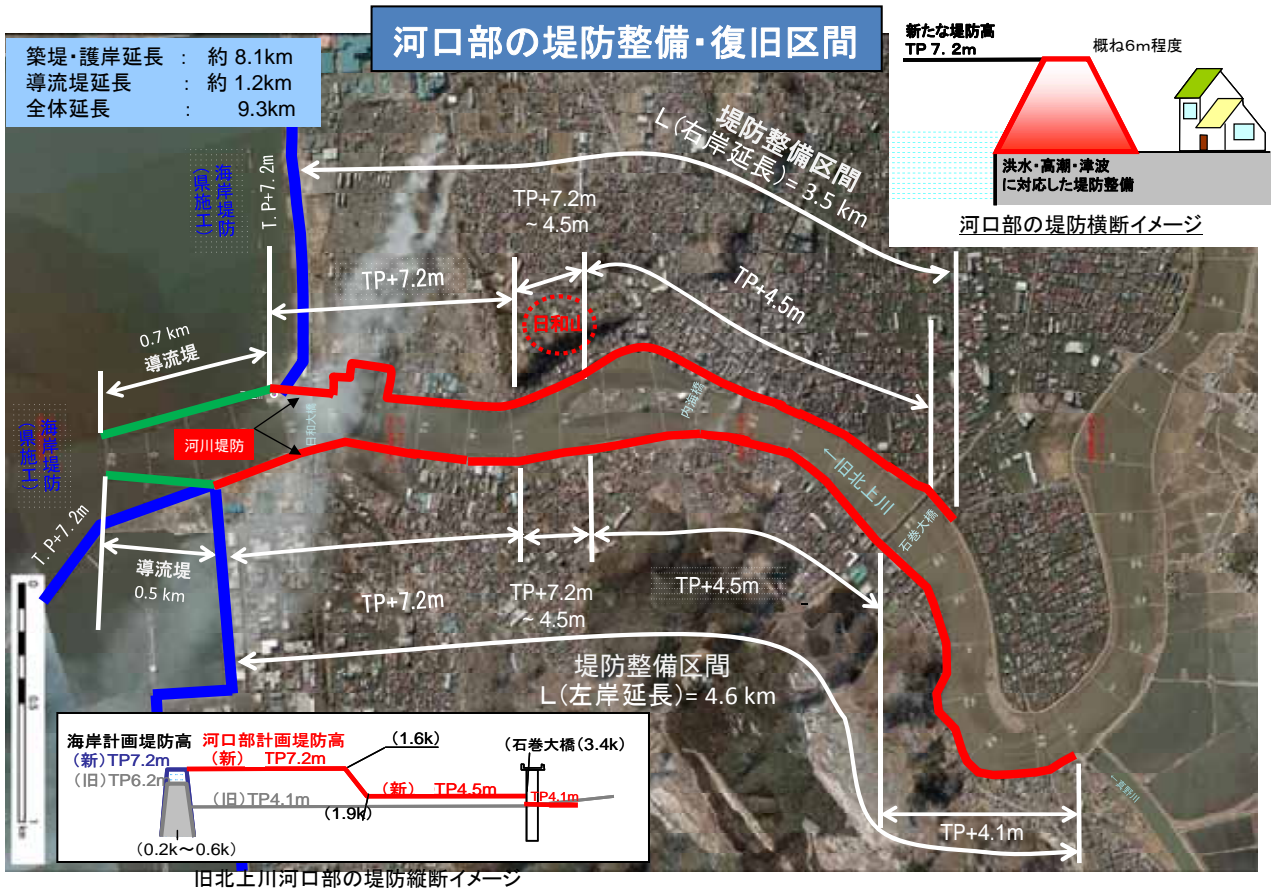 河口部の堤防整備・復旧区間
築堤・護岸延長 : 約 8.1km
導流堤延長 : 約 1.2km
全体延長 : 9.3km
新たな堤防高
TP 7.2m
概ね6m程度
洪水・高潮・津波
に対応した堤防整備
河口部の堤防横断イメージ
海岸堤防
(県施工)
T.P+7.2m
堤防整備区間
L(右岸延長)= 3.5 km
TP+7.2m
TP+7.2m
~ 4.5m
TP+4.5m
日和山
0.7 km
導流堤
河川堤防
日和大橋
内海橋
←旧北上川
石巻大橋
海岸堤防
(県施工)
T.P+7.2m
導流堤
0.5 km
TP+7.2m
TP+7.2m
~ 4.5m
TP+4.5m
堤防整備区間
L(左岸延長)= 4.6 km
TP+4.1m
←真野川
0
0.5
1 km
海岸計画堤防高
(新)TP7.2m
(旧)TP6.2m
河口部計画堤防高
(新) TP7.2m
(1.6k)
(石巻大橋(3.4k)
(旧)TP4.1m
(新) TP4.5m
TP4.1m
(1.9k)
(0.2k~0.6k)
旧北上川河口部の堤防縦断イメージ